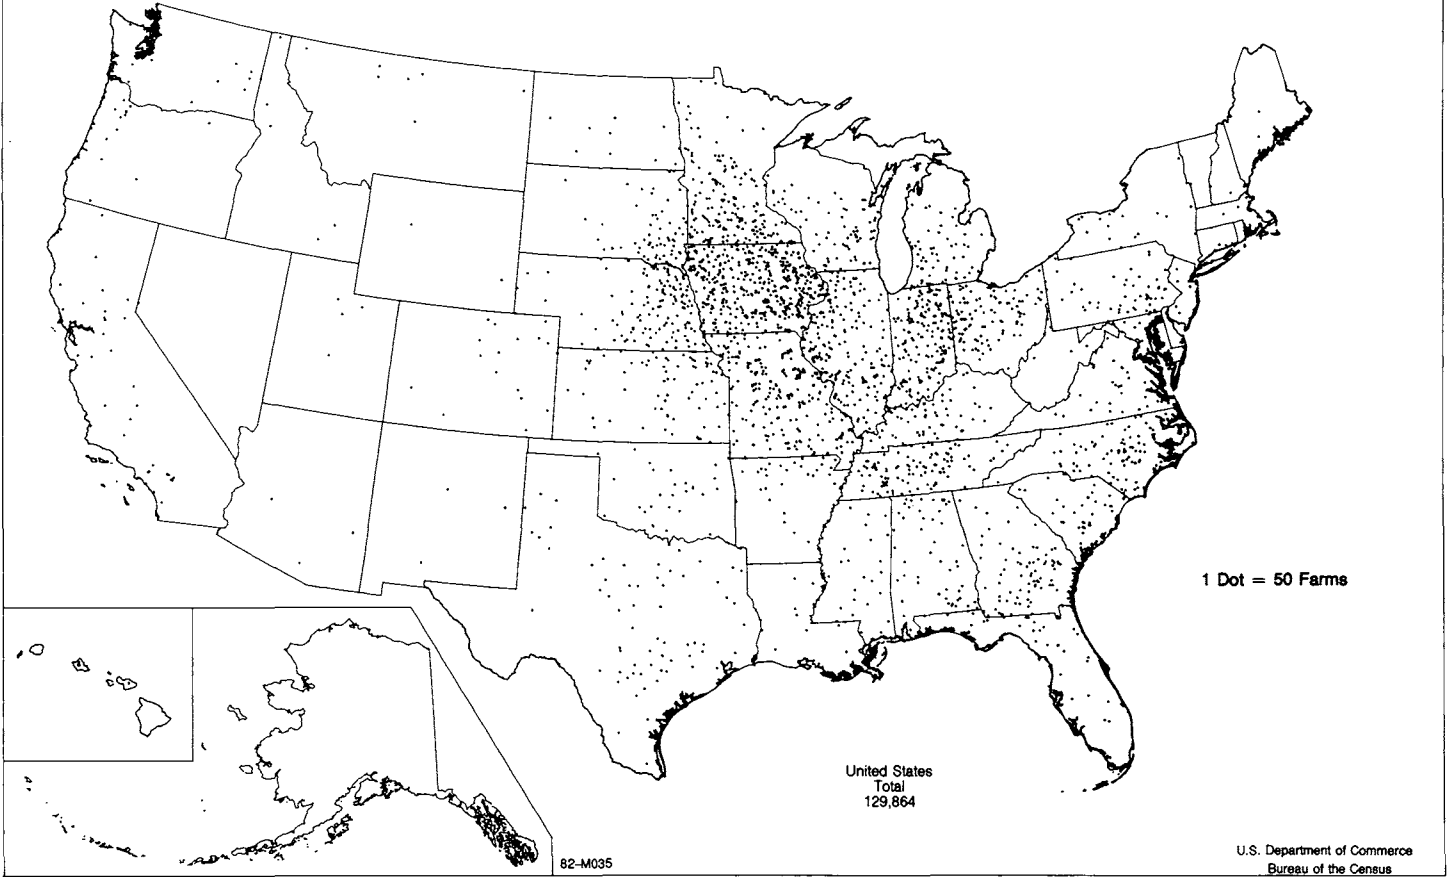 1 Dot = 50 Farms
United States
Total
129,864
82-M035
U.S. Department of Commerce
Bureau of the Census